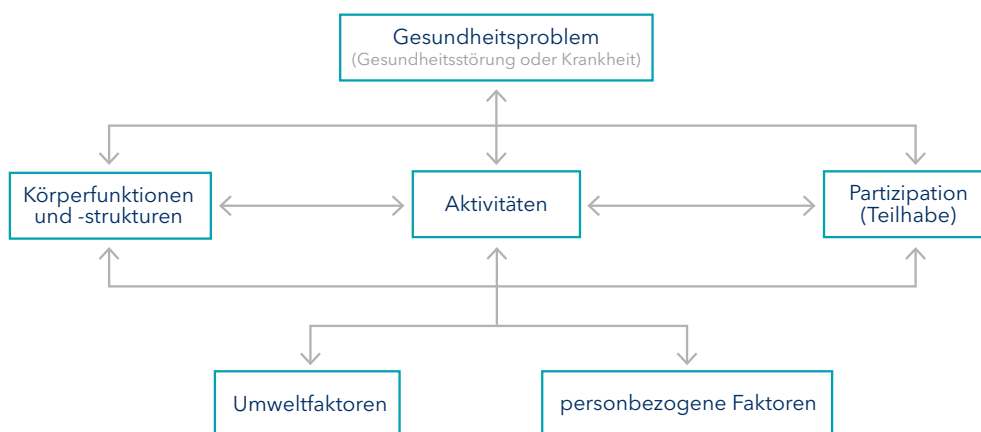 Gesundheitsproblem
(Gesundheitsstörung oder Krankheit)
Körperfunktionen
und -strukturen
Aktivitäten
Partizipation
(Teilhabe)
Umweltfaktoren
personbezogene Faktoren